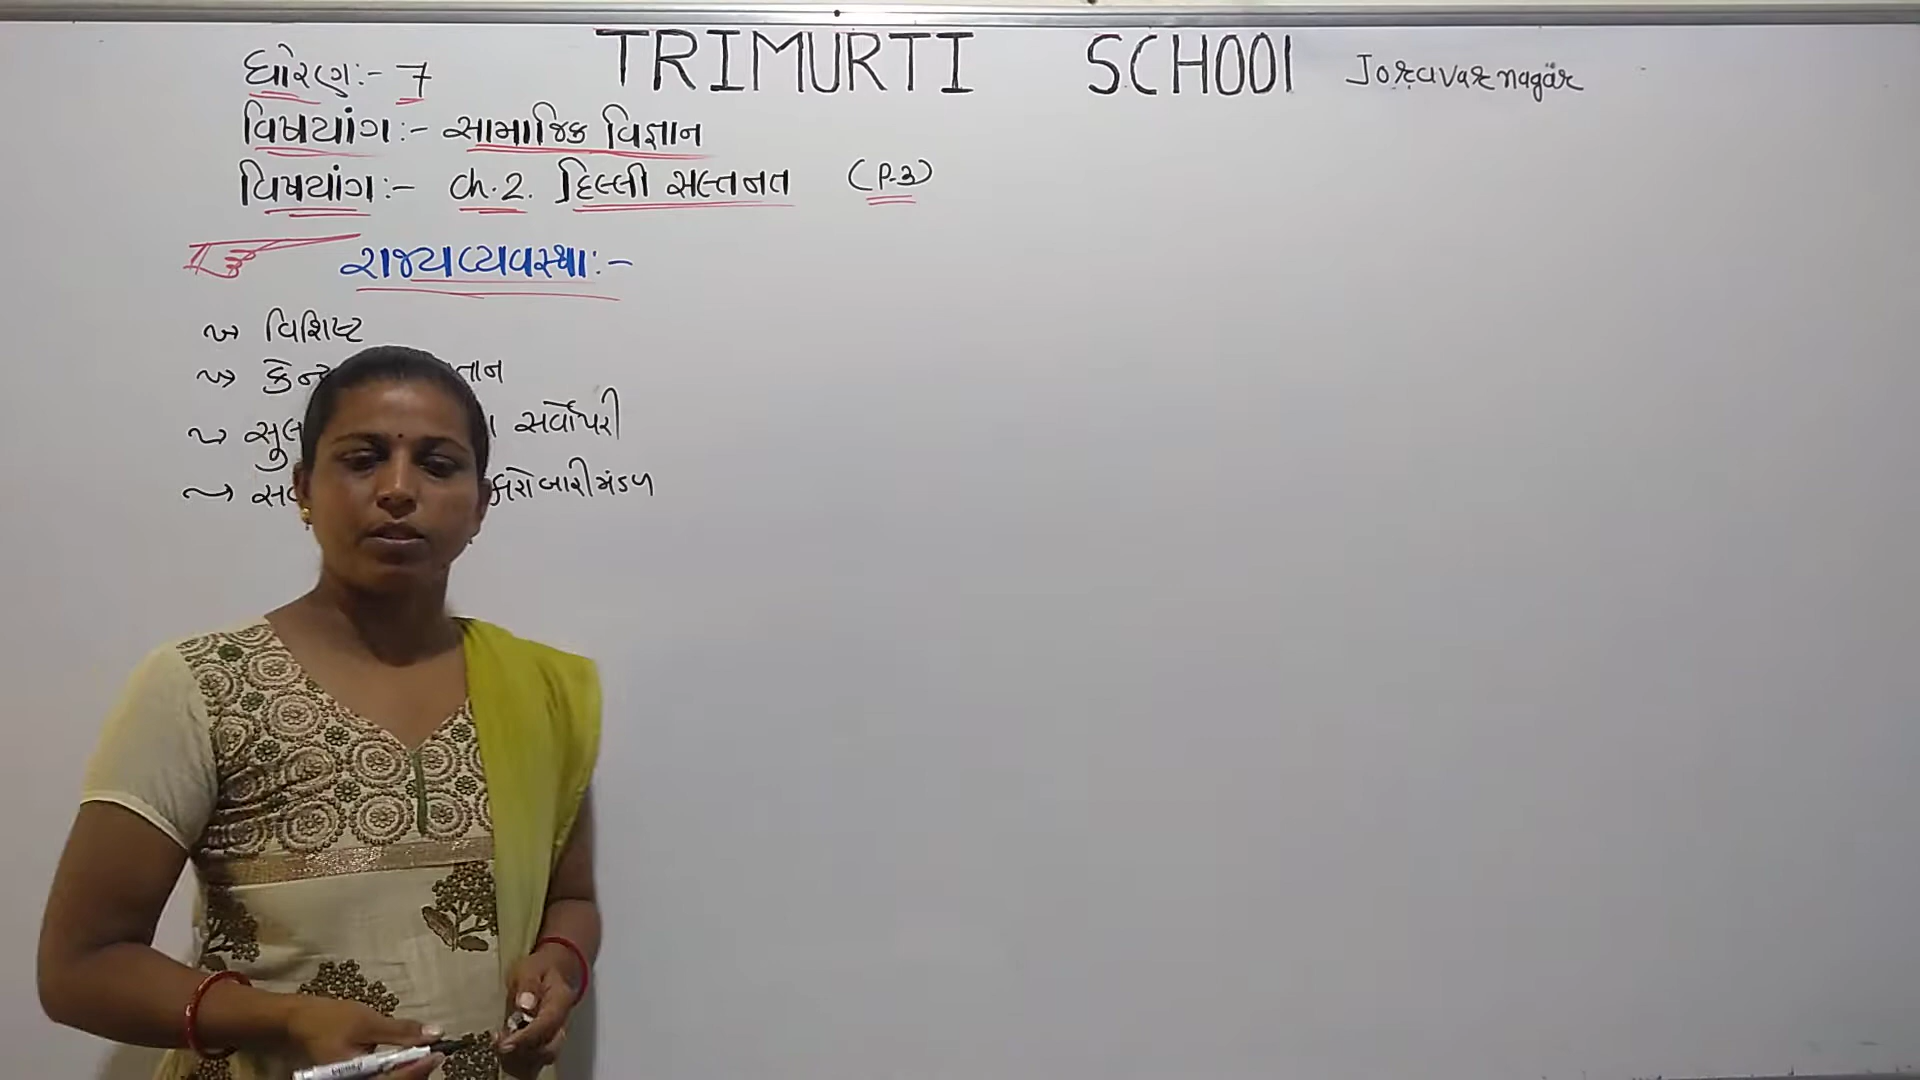 TRIMURTI SCHOOL Joravarnagar
ધોરણ:- 7
વિષયાંગ:- સામાજિક વિજ્ઞાન
વિષયાંગ:- Ch.2. દિલ્લી સલ્તનત (P-3)
રાજ્યવ્યવસ્થા:-
વિશિષ્ટ
સર્વોપરી
કારોબારીમંડળ